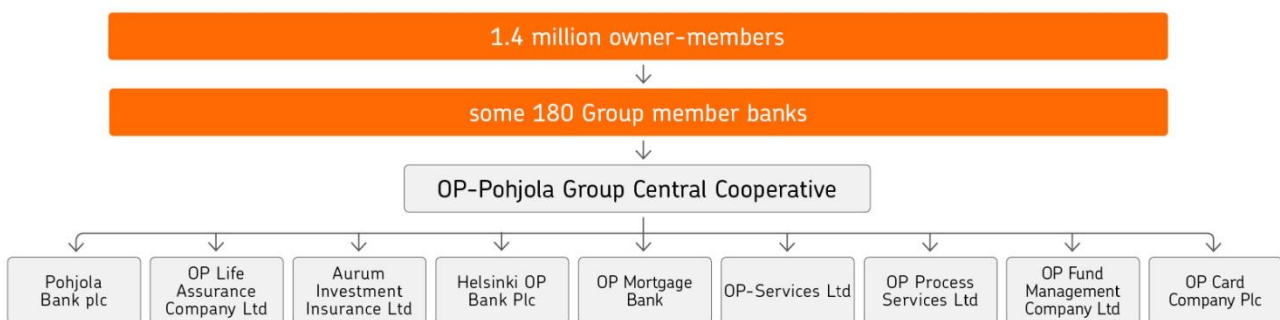 1.4 million owner-members
some 180 Group member banks
OP-Pohjola Group Central Cooperative
Pohjola
Bank plc
OP Life
Assurance
Company Ltd
Aurum
Investment
Insurance Ltd
Helsinki OP
Bank Plc
OP Mortgage
Bank
OP-Services Ltd
OP Process
Services Ltd
OP Fund
Management
Company Ltd
OP Card
Company Plc